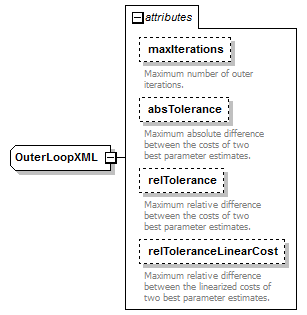 attributes
maxIterations
Maximum number of outer
iterations.
absTolerance
Maximum absolute difference
between the costs of two
best parameter estimates.
OuterLoopXML
relTolerance
Maximum relative difference
between the costs of two
best parameter estimates.
relToleranceLinearCost
Maximum relative difference
between the linearized costs of
two best parameter estimates.